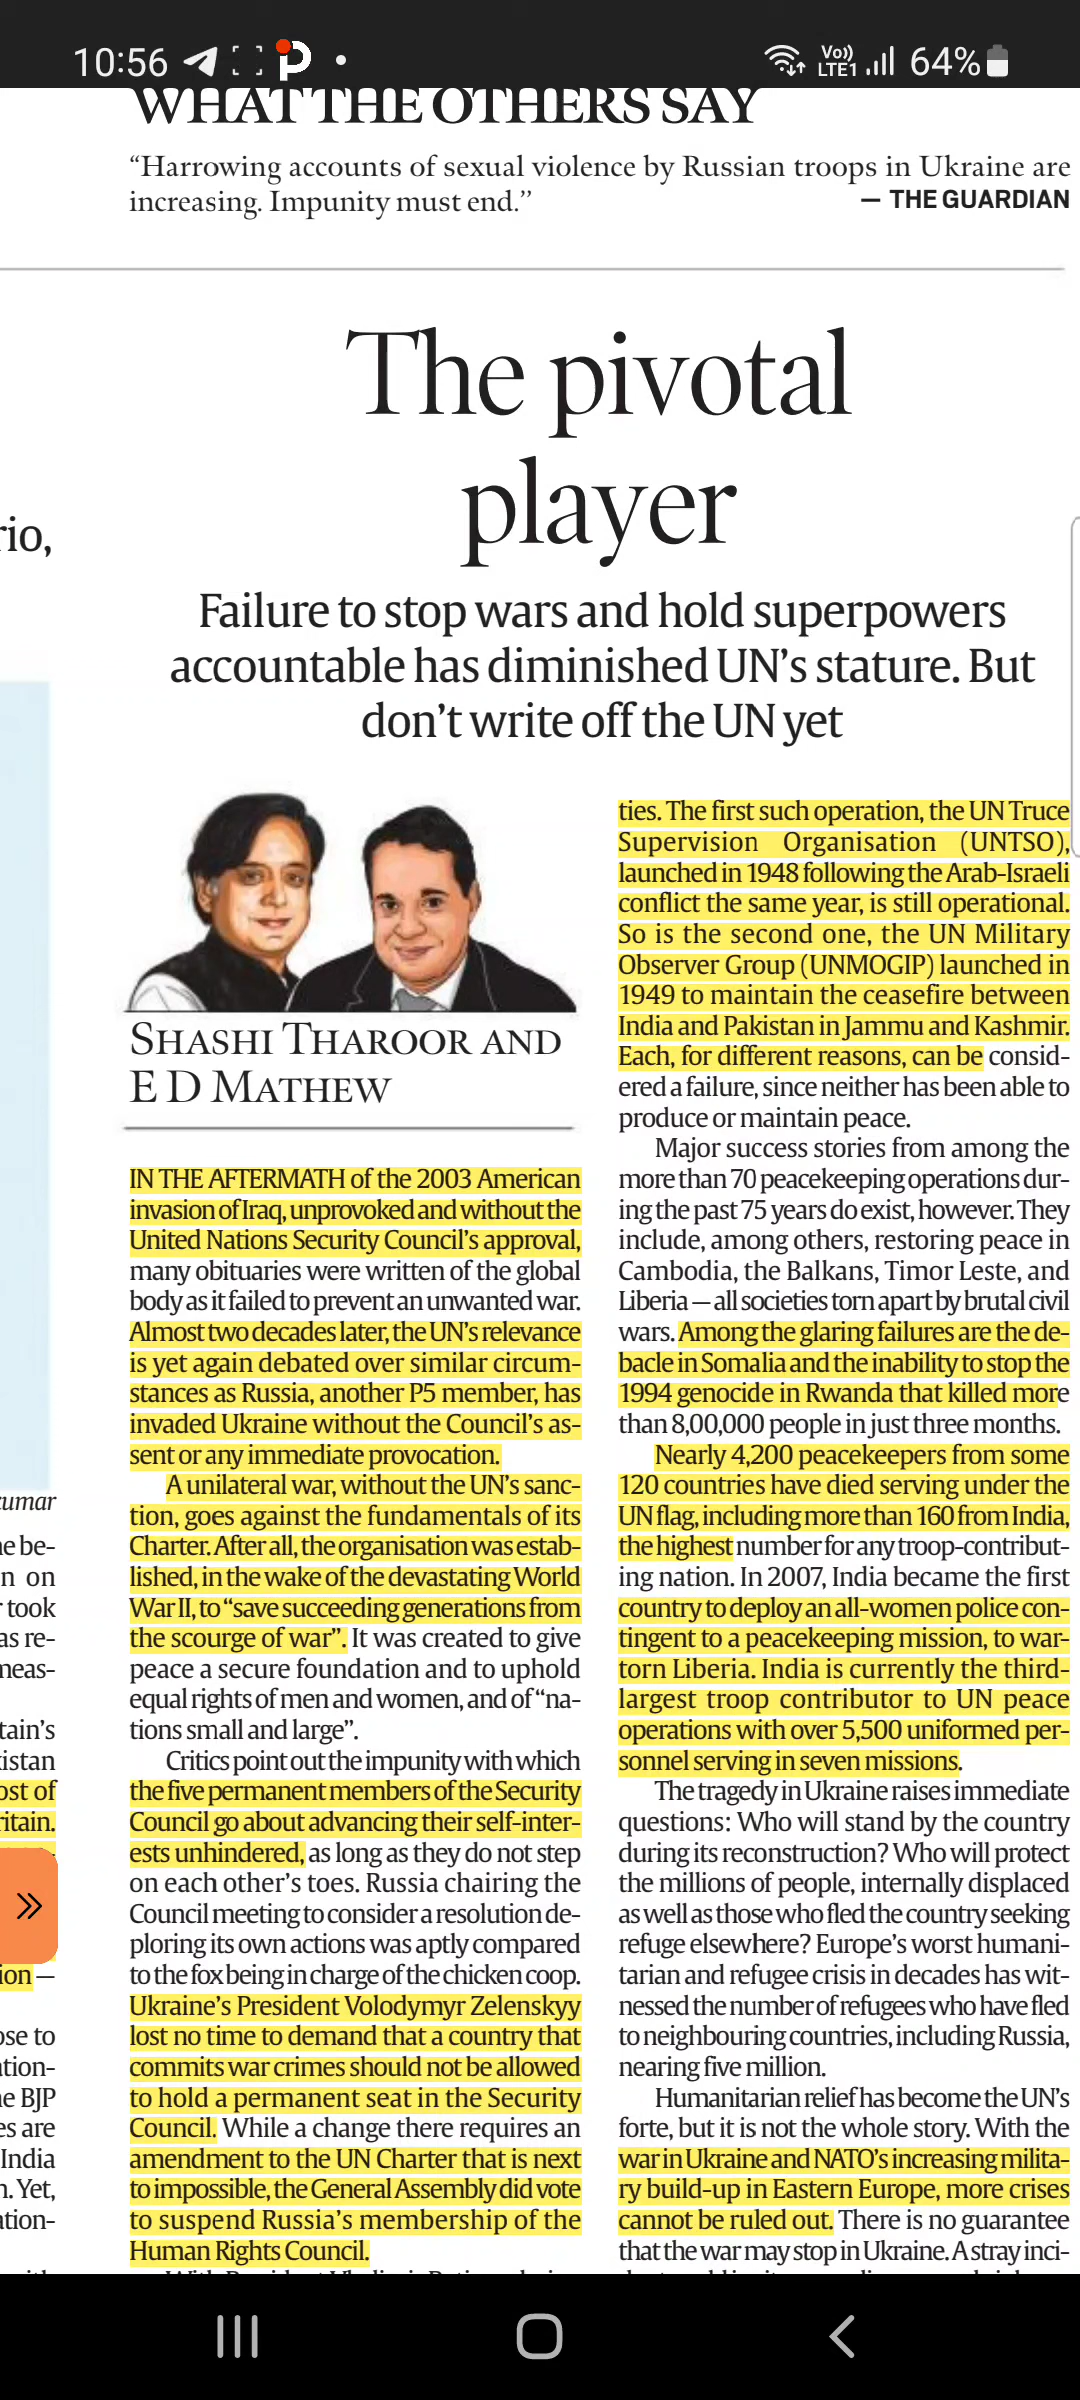 10:56
Vo)) LTE1 64%
WHAT THE OTHERS SAY
“Harrowing accounts of sexual violence by Russian troops in Ukraine are
increasing. Impunity must end.”
— THE GUARDIAN
The pivotal
player
Failure to stop wars and hold superpowers
accountable has diminished UN’s stature. But
don’t write off the UN yet
SHASHI THAROOR AND
E D MATHEW
IN THE AFTERMATH of the 2003 American
invasion of Iraq, unprovoked and without the
United Nations Security Council’s approval,
many obituaries were written of the global
body as it failed to prevent an unwanted war.
Almost two decades later, the UN’s relevance
is yet again debated over similar circum-
stances as Russia, another P5 member, has
invaded Ukraine without the Council’s as-
sent or any immediate provocation.
A unilateral war, without the UN’s sanc-
tion, goes against the fundamentals of its
Charter. After all, the organisation was estab-
lished, in the wake of the devastating World
War II, to “save succeeding generations from
the scourge of war”. It was created to give
peace a secure foundation and to uphold
equal rights of men and women, and of “na-
tions small and large”.
Critics point out the impunity with which
the five permanent members of the Security
Council go about advancing their self-inter-
ests unhindered, as long as they do not step
on each other’s toes. Russia chairing the
Council meeting to consider a resolution de-
ploring its own actions was aptly compared
to the fox being in charge of the chicken coop.
Ukraine’s President Volodymyr Zelenskyy
lost no time to demand that a country that
commits war crimes should not be allowed
to hold a permanent seat in the Security
Council. While a change there requires an
amendment to the UN Charter that is next
to impossible, the General Assembly did vote
to suspend Russia’s membership of the
Human Rights Council.
ties. The first such operation, the UN Truce
Supervision Organisation (UNTSO),
launched in 1948 following the Arab-Israeli
conflict the same year, is still operational.
So is the second one, the UN Military
Observer Group (UNMOGIP) launched in
1949 to maintain the ceasefire between
India and Pakistan in Jammu and Kashmir.
Each, for different reasons, can be consid-
ered a failure, since neither has been able to
produce or maintain peace.
Major success stories from among the
more than 70 peacekeeping operations dur-
ing the past 75 years do exist, however. They
include, among others, restoring peace in
Cambodia, the Balkans, Timor Leste, and
Liberia — all societies torn apart by brutal civil
wars. Among the glaring failures are the de-
bacle in Somalia and the inability to stop the
1994 genocide in Rwanda that killed more
than 8,00,000 people in just three months.
Nearly 4,200 peacekeepers from some
120 countries have died serving under the
UN flag, including more than 160 from India,
the highest number for any troop-contribut-
ing nation. In 2007, India became the first
country to deploy an all-women police con-
tingent to a peacekeeping mission, to war-
torn Liberia. India is currently the third-
largest troop contributor to UN peace
operations with over 5,500 uniformed per-
sonnel serving in seven missions.
The tragedy in Ukraine raises immediate
questions: Who will stand by the country
during its reconstruction? Who will protect
the millions of people, internally displaced
as well as those who fled the country seeking
refuge elsewhere? Europe’s worst humani-
tarian and refugee crisis in decades has wit-
nessed the number of refugees who have fled
to neighbouring countries, including Russia,
nearing five million.
Humanitarian relief has become the UN’s
forte, but it is not the whole story. With the
war in Ukraine and NATO’s increasing milita-
ry build-up in Eastern Europe, more crises
cannot be ruled out. There is no guarantee
that the war may stop in Ukraine. A stray inci-